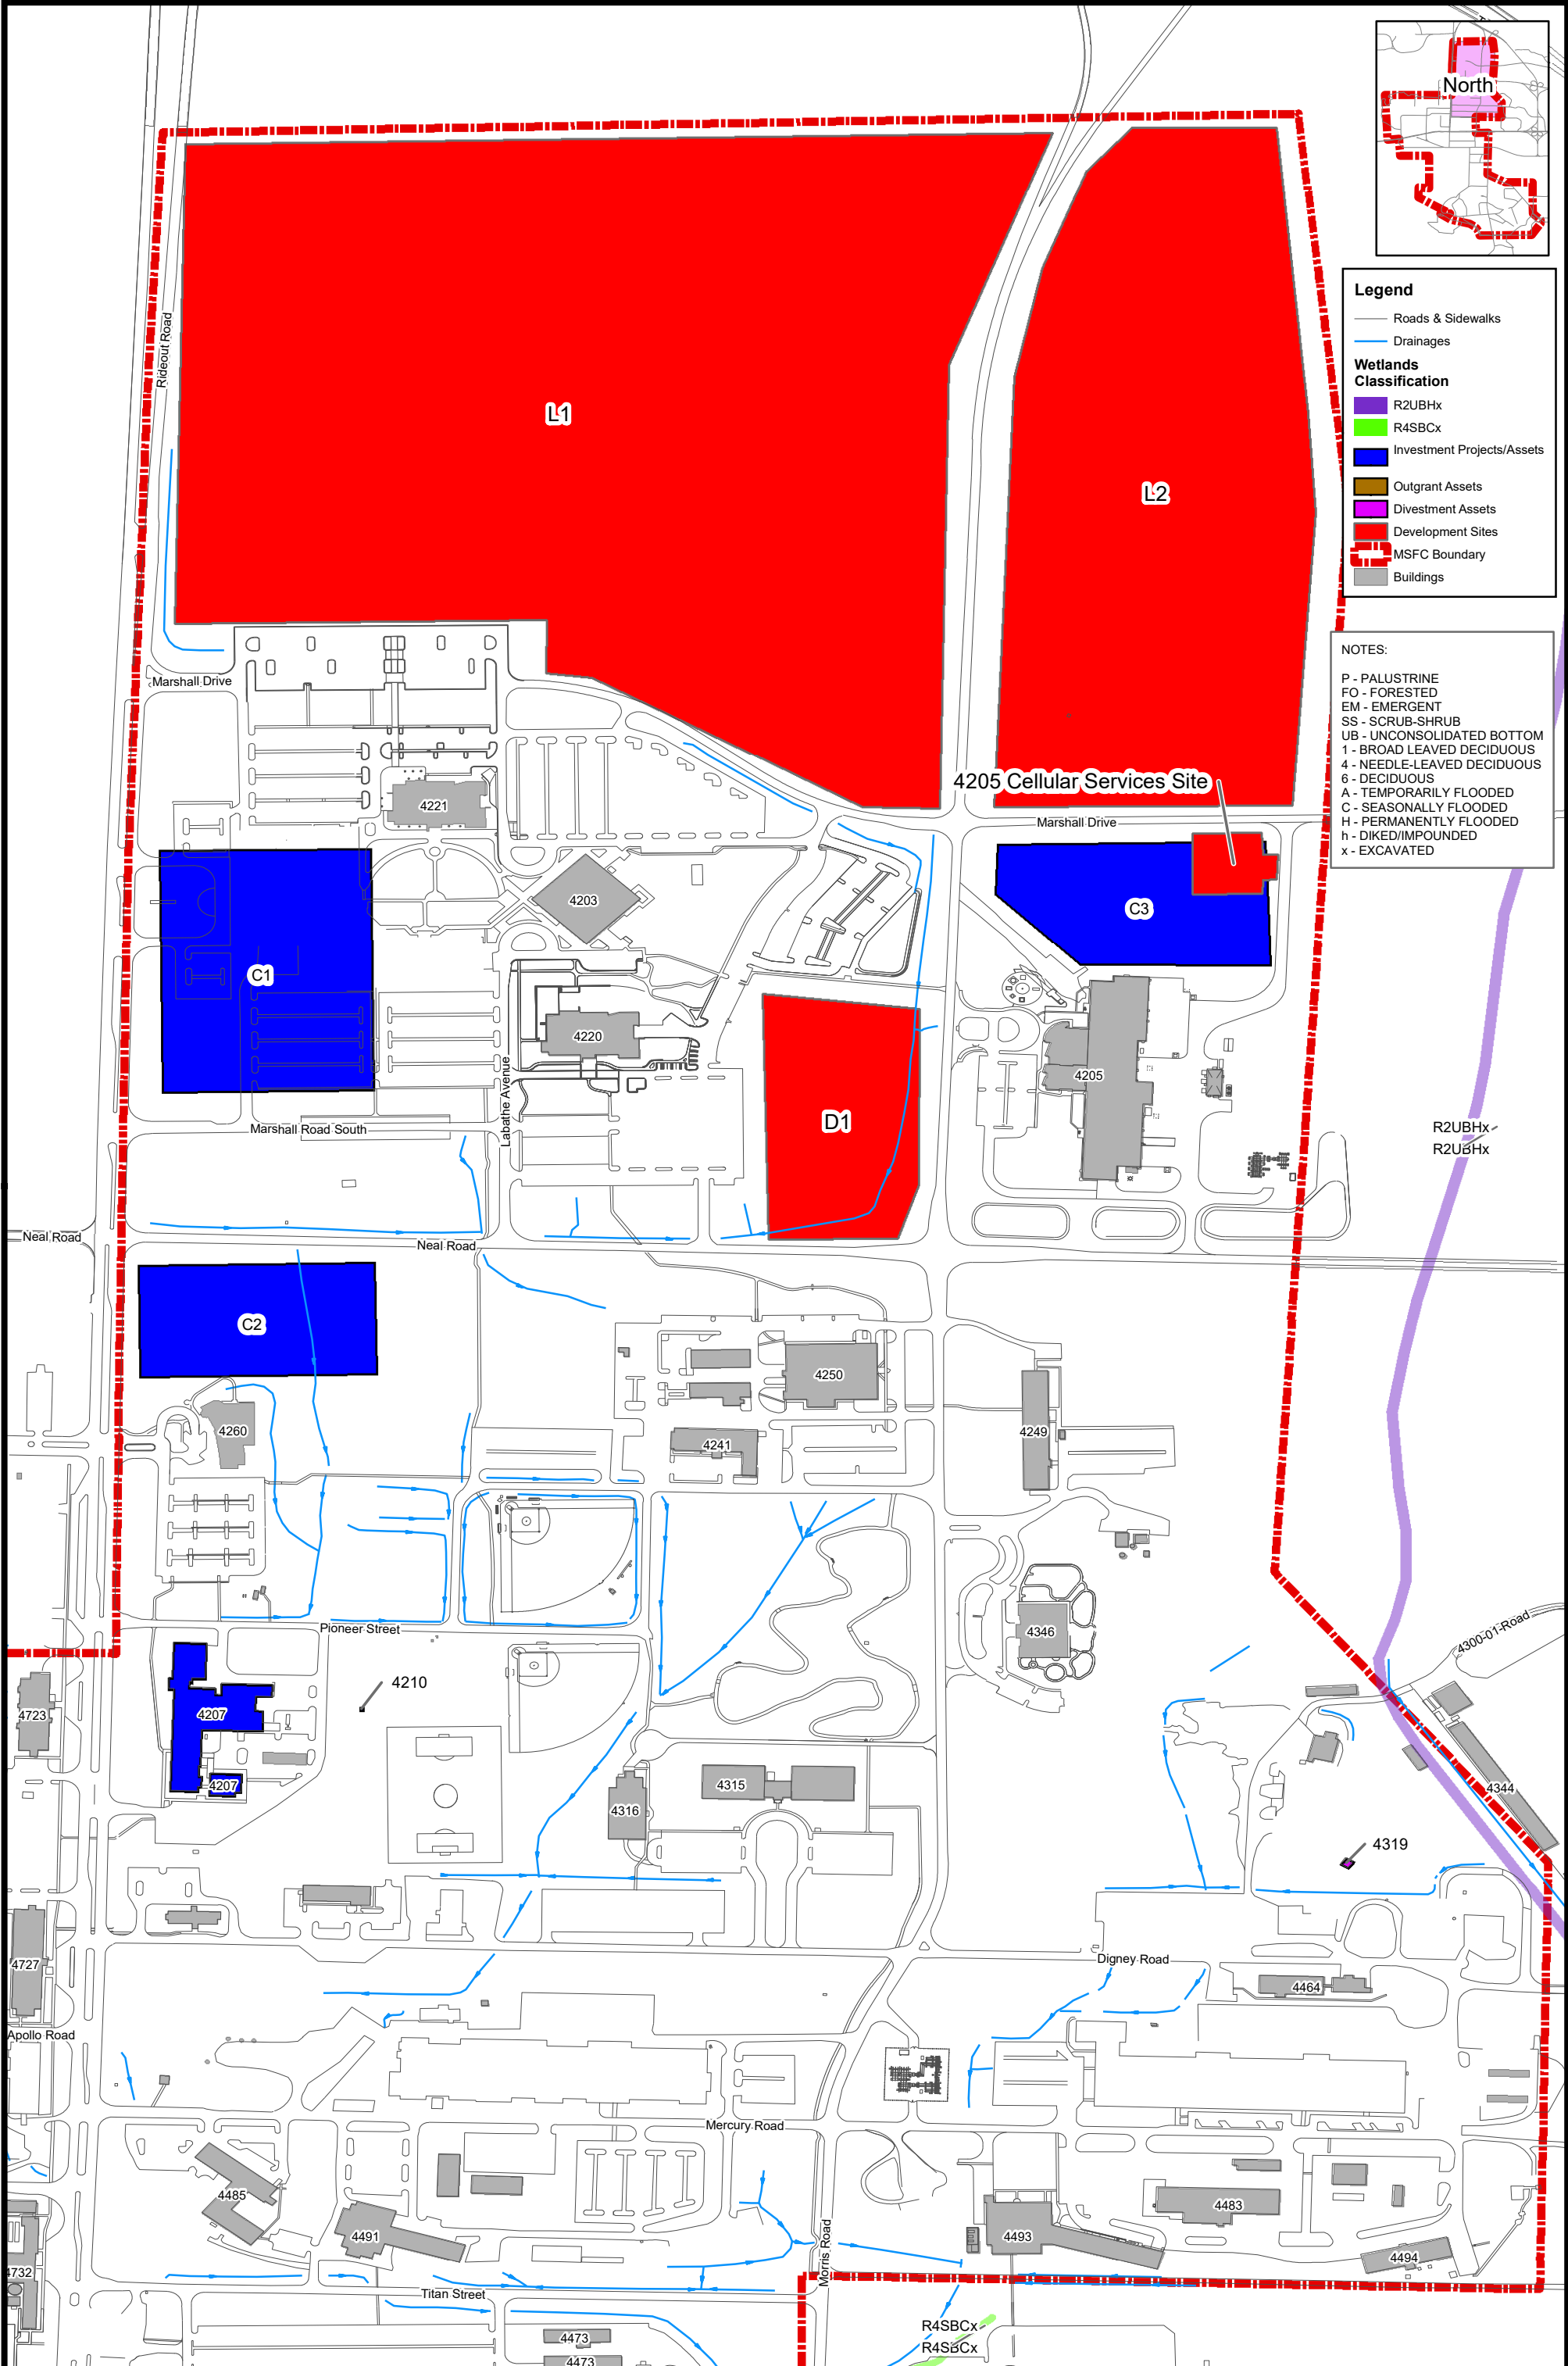 North
Legend
Roads & Sidewalks
Drainages
Wetlands
Classification
R2UBHx
R4SBCx
Investment Projects/Assets
Outgrant Assets
Divestment Assets
Development Sites
MSFC Boundary
Buildings
NOTES:
P - PALUSTRINE
FO - FORESTED
EM - EMERGENT
SS - SCRUB-SHRUB
UB - UNCONSOLIDATED BOTTOM
1 - BROAD LEAVED DECIDUOUS
4 - NEEDLE-LEAVED DECIDUOUS
6 - DECIDUOUS
A - TEMPORARILY FLOODED
C - SEASONALLY FLOODED
H - PERMANENTLY FLOODED
h - DIKED/IMPOUNDED
x - EXCAVATED
Rideout Road
L1
L2
Marshall Drive
4221
4205 Cellular Services Site
Marshall Drive
4203
C3
C1
4220
4205
Labathe Avenue
D1
Marshall Road South
R2UBHx
R2UBHx
Neal Road
Neal Road
C2
4250
4260
4241
4249
Pioneer Street
4346
4300-01-Road
4210
4723
4207
4207
4315
4316
4344
4319
4727
Digney Road
4464
Apollo Road
Mercury Road
4485
4491
Morris Road
4493
4483
4494
4732
Titan Street
R4SBCx
R4SBCx
4473
4473